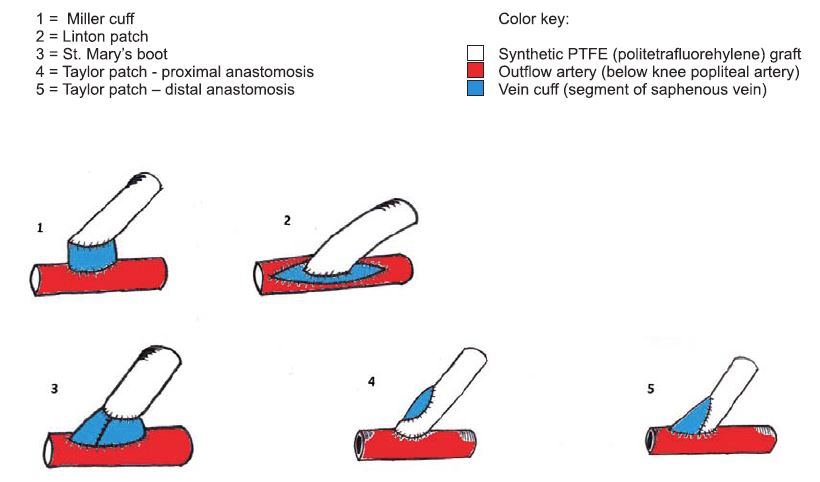 1 = Miller cuff
2 = Linton patch
3 = St. Mary's boot
4 = Taylor patch - proximal anastomosis
5 = Taylor patch – distal anastomosis
Color key:
Synthetic PTFE (politetrafluorehylene) graft
Outflow artery (below knee popliteal artery)
Vein cuff (segment of saphenous vein)
1
2
3
4
5